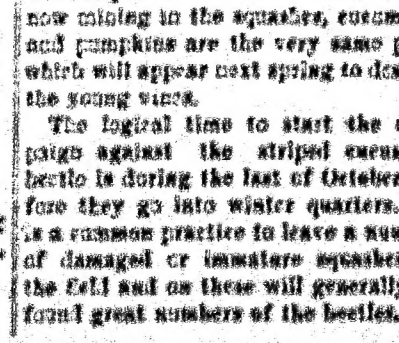 now mining in the squashes, cucum
and pumpkins are the very same p
which will appear next spring to des
the young vines.
The logical time to start the c
paign against the striped cucum
beetle is during the last of October
fore they go into winter quarters.
is a common practice to leave a num
of damaged or immature squashes
the field and on these will generally
found great numbers of the beetles.